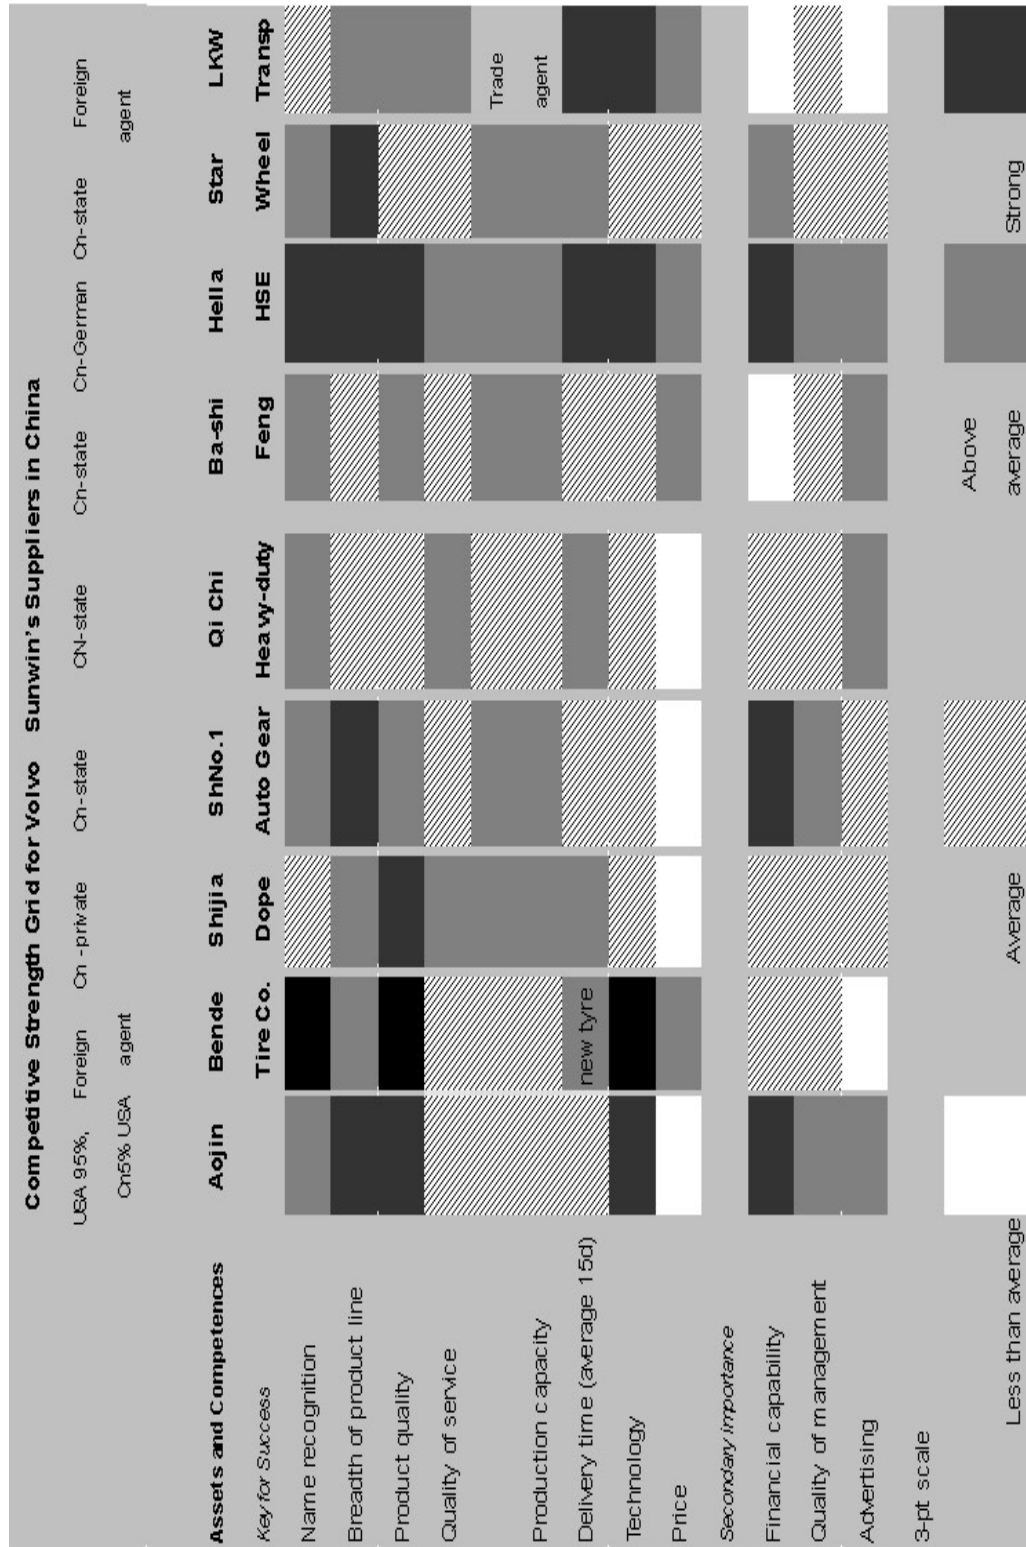 Competitive Strength Grid for Volvo Sunwin's Suppliers in China
USA 95%, Foreign Cn -private Cn-state CN-state Cn-state Cn-German Cn-state Foreign
Cn5% USA agent agent
Assets and Competences Aojin Bende Shijia ShNo.1 Qi Chi Ba-shi Hella Star LKW
Key for Success Tire Co. Dope Auto Gear Heavy-duty Feng HSE Wheel Transp
Name recognition
Breadth of product line
Product quality
Quality of service
Trade
Production capacity agent
Delivery time (average 15d) new tyre
Technology
Price
Secondary importance
Financial capability
Quality of management
Advertising
3-pt scale
Above
Less than average Average average Strong